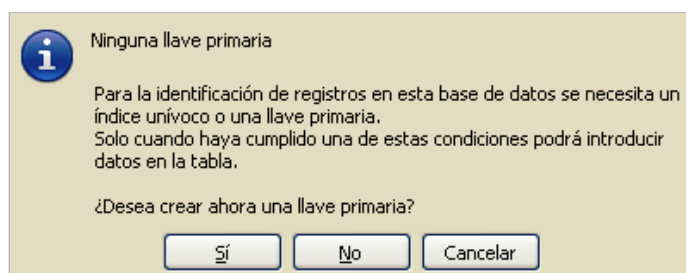 Ninguna llave primaria
Para la identificación de registros en esta base de datos se necesita un
índice unívoco o una llave primaria.
Solo cuando haya cumplido una de estas condiciones podrá introducir
datos en la tabla.
¿Desea crear ahora una llave primaria?
Sí No Cancelar